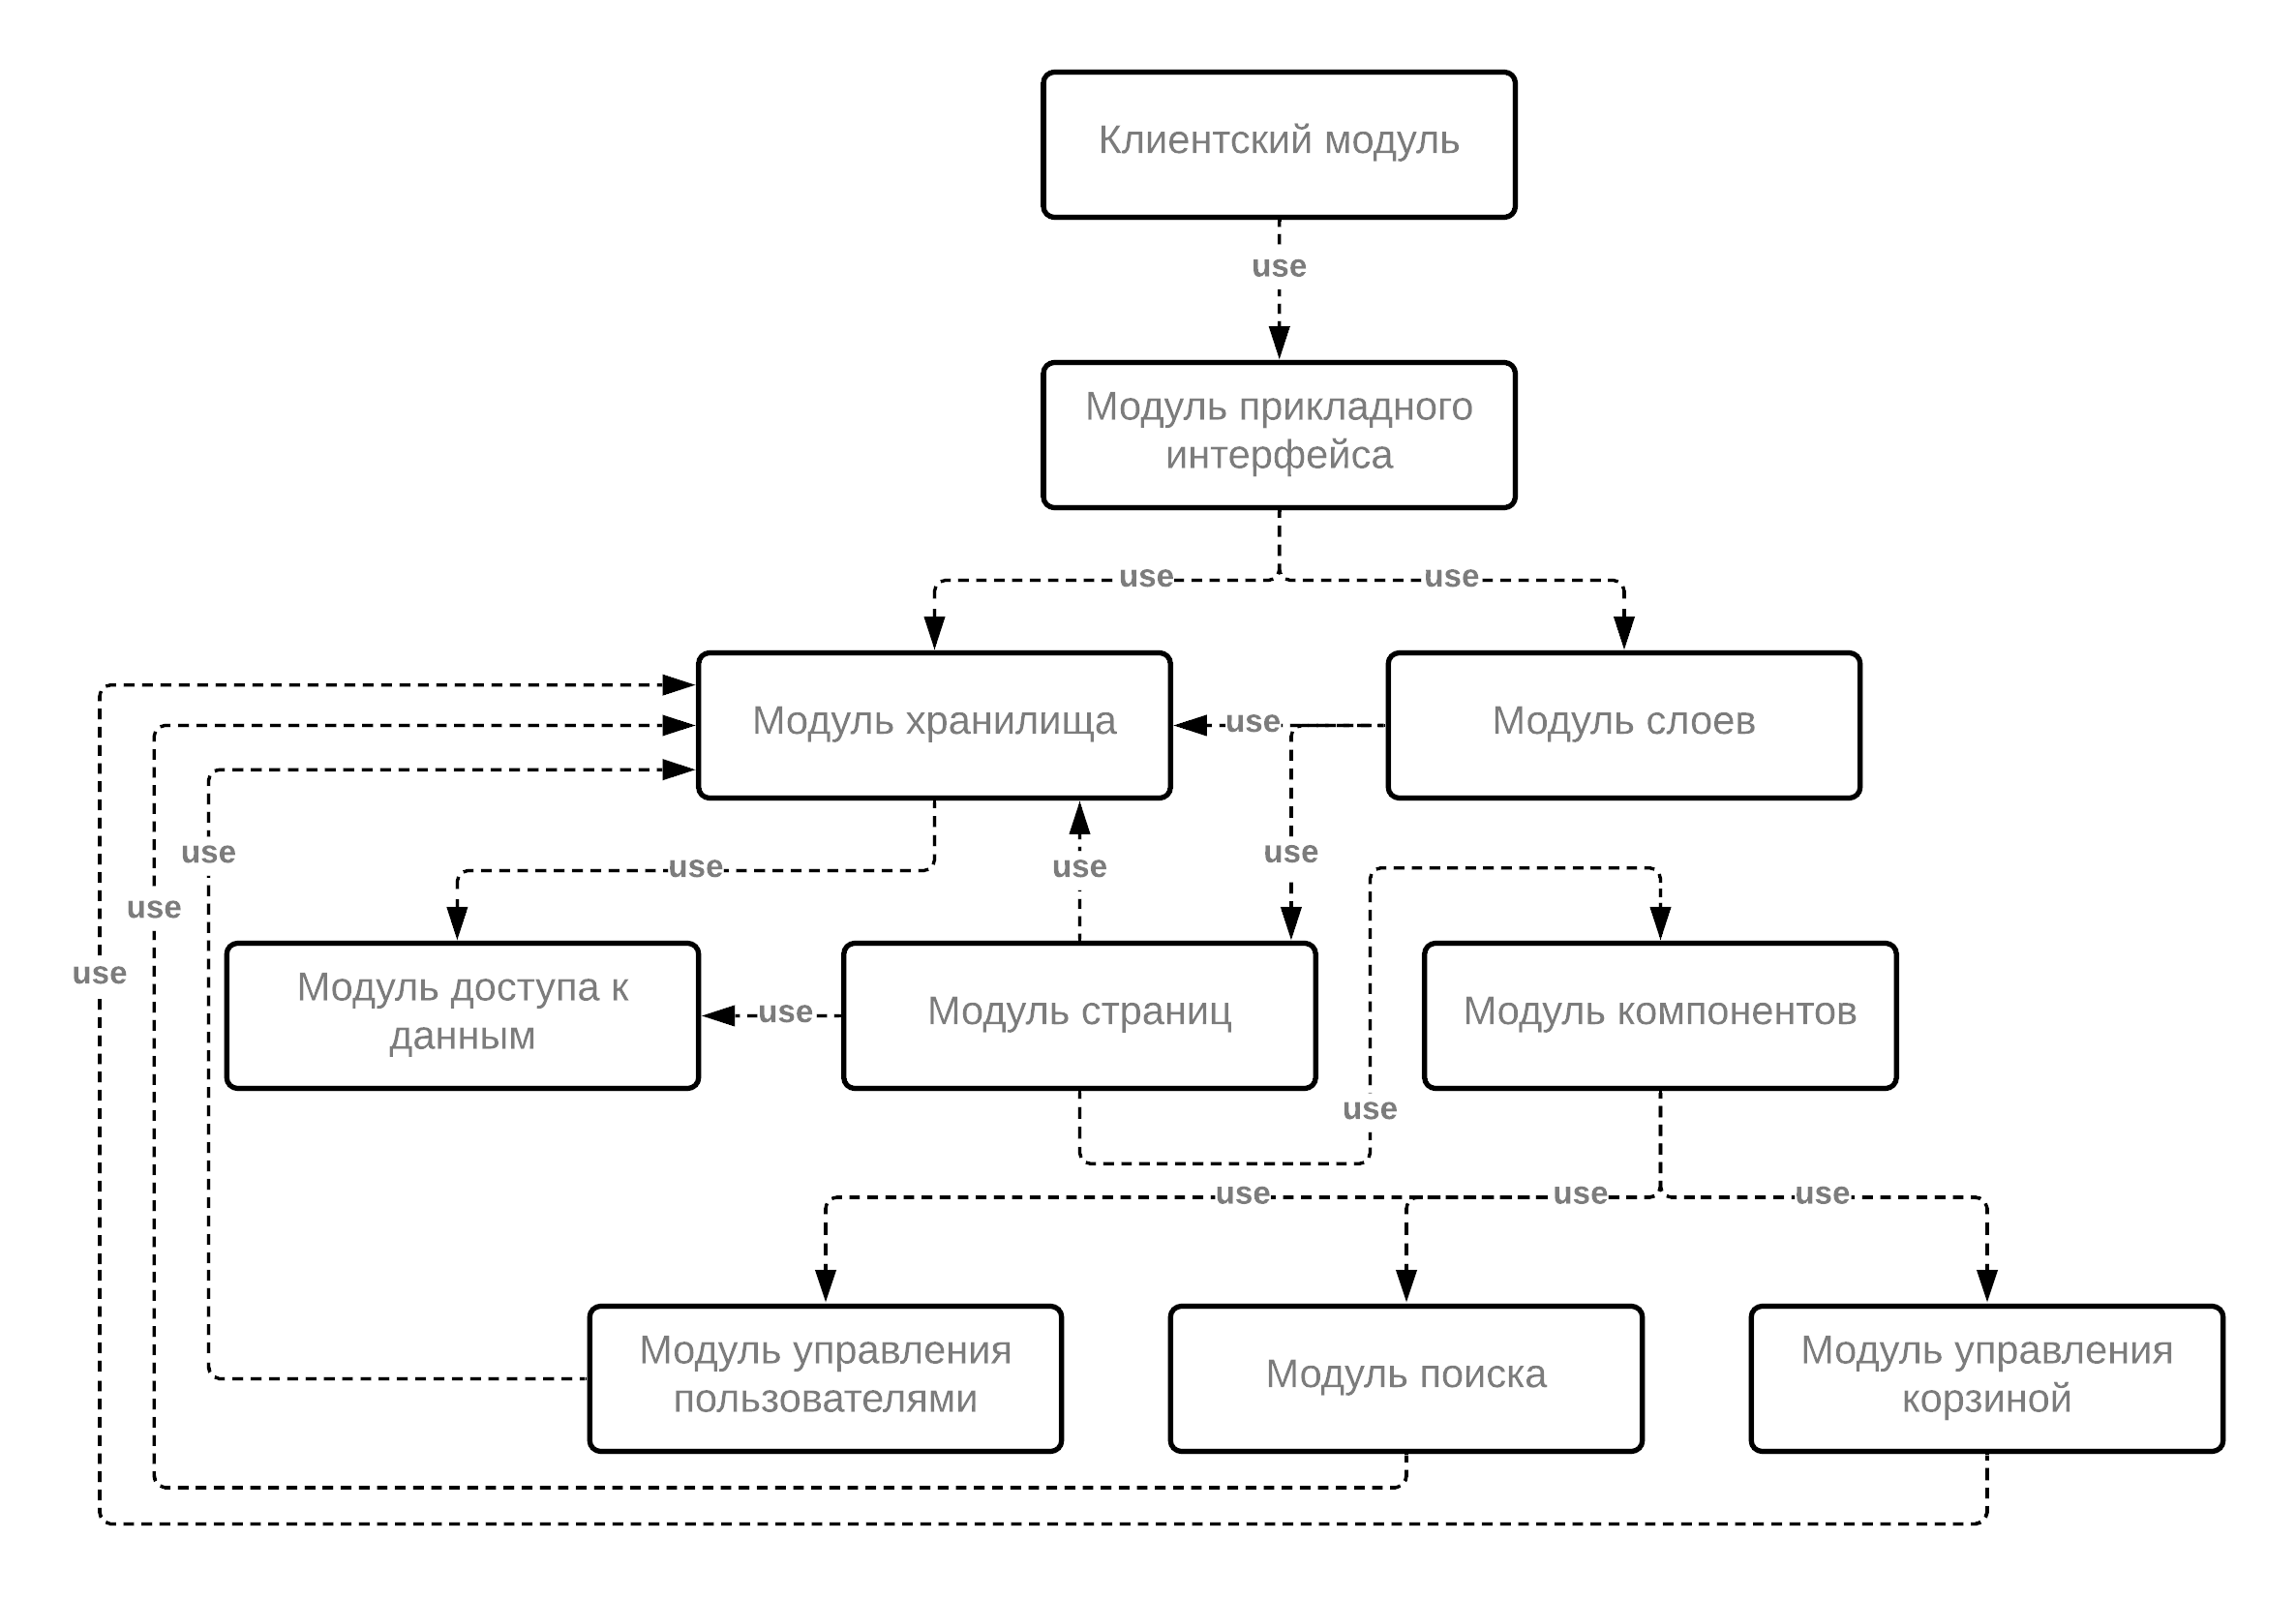 Клиентский модуль
use
Модуль прикладного
интерфейса
use
use
Модуль хранилища
use
Модуль слоев
use
use
use
use
use
use
Модуль доступа к
данным
use
Модуль страниц
Модуль компонентов
use
use
use
use
Модуль управления
пользователями
Модуль поиска
Модуль управления
корзиной